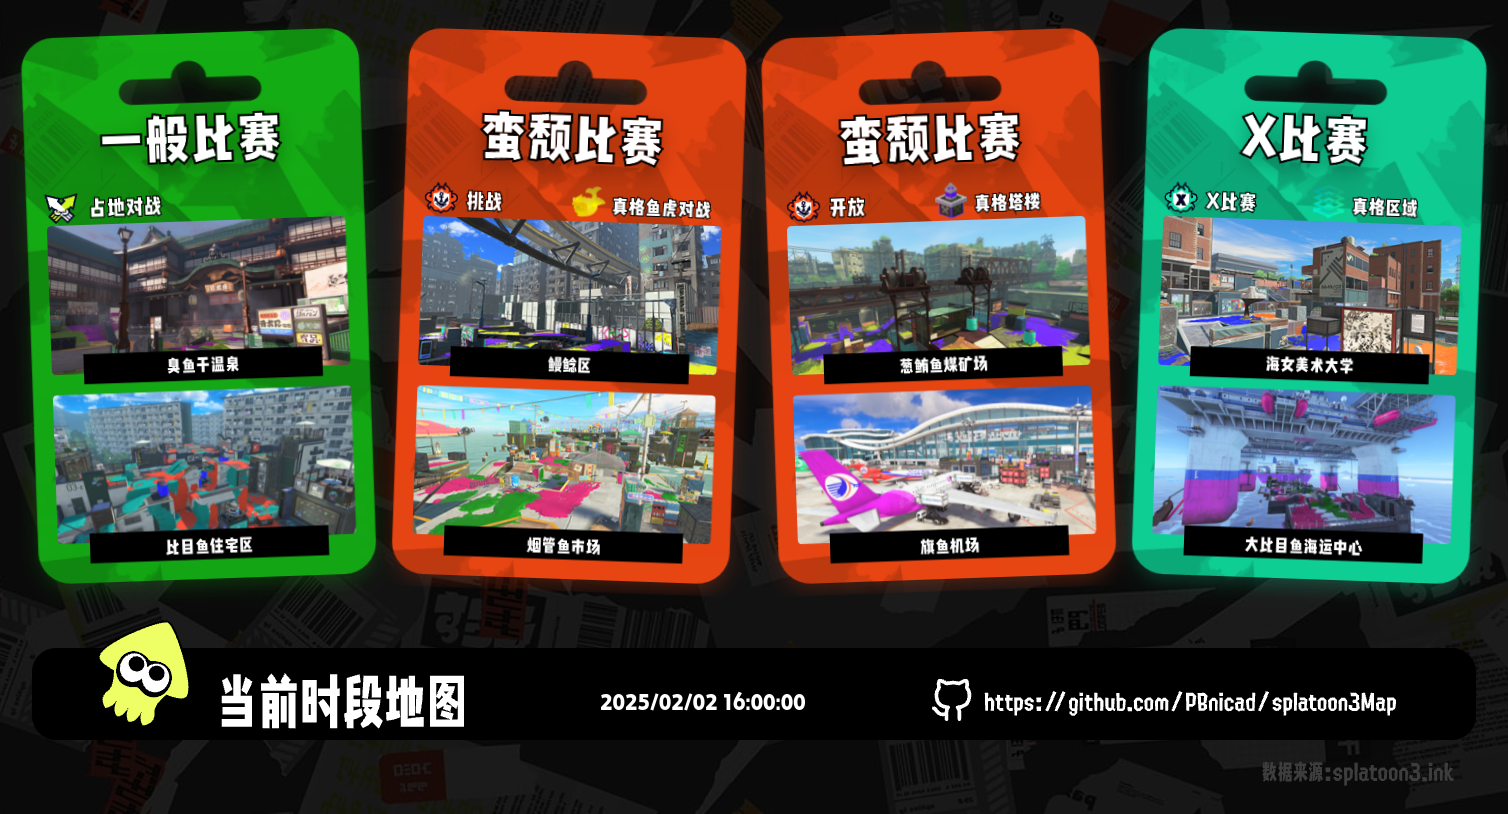 一般比赛
占地对战
臭鱼干温泉
比目鱼住宅区
蛮颓比赛
挑战
真格鱼虎对战
鳗鲶区
烟管鱼市场
蛮颓比赛
开放
真格塔楼
葱鲔鱼煤矿场
旗鱼机场
X比赛
X比赛
真格区域
海女美术大学
大比目鱼海运中心
当前时段地图
2025/02/02 16:00:00
https://github.com/PBnicad/splatoon3Map
数据来源:splatoon3.ink